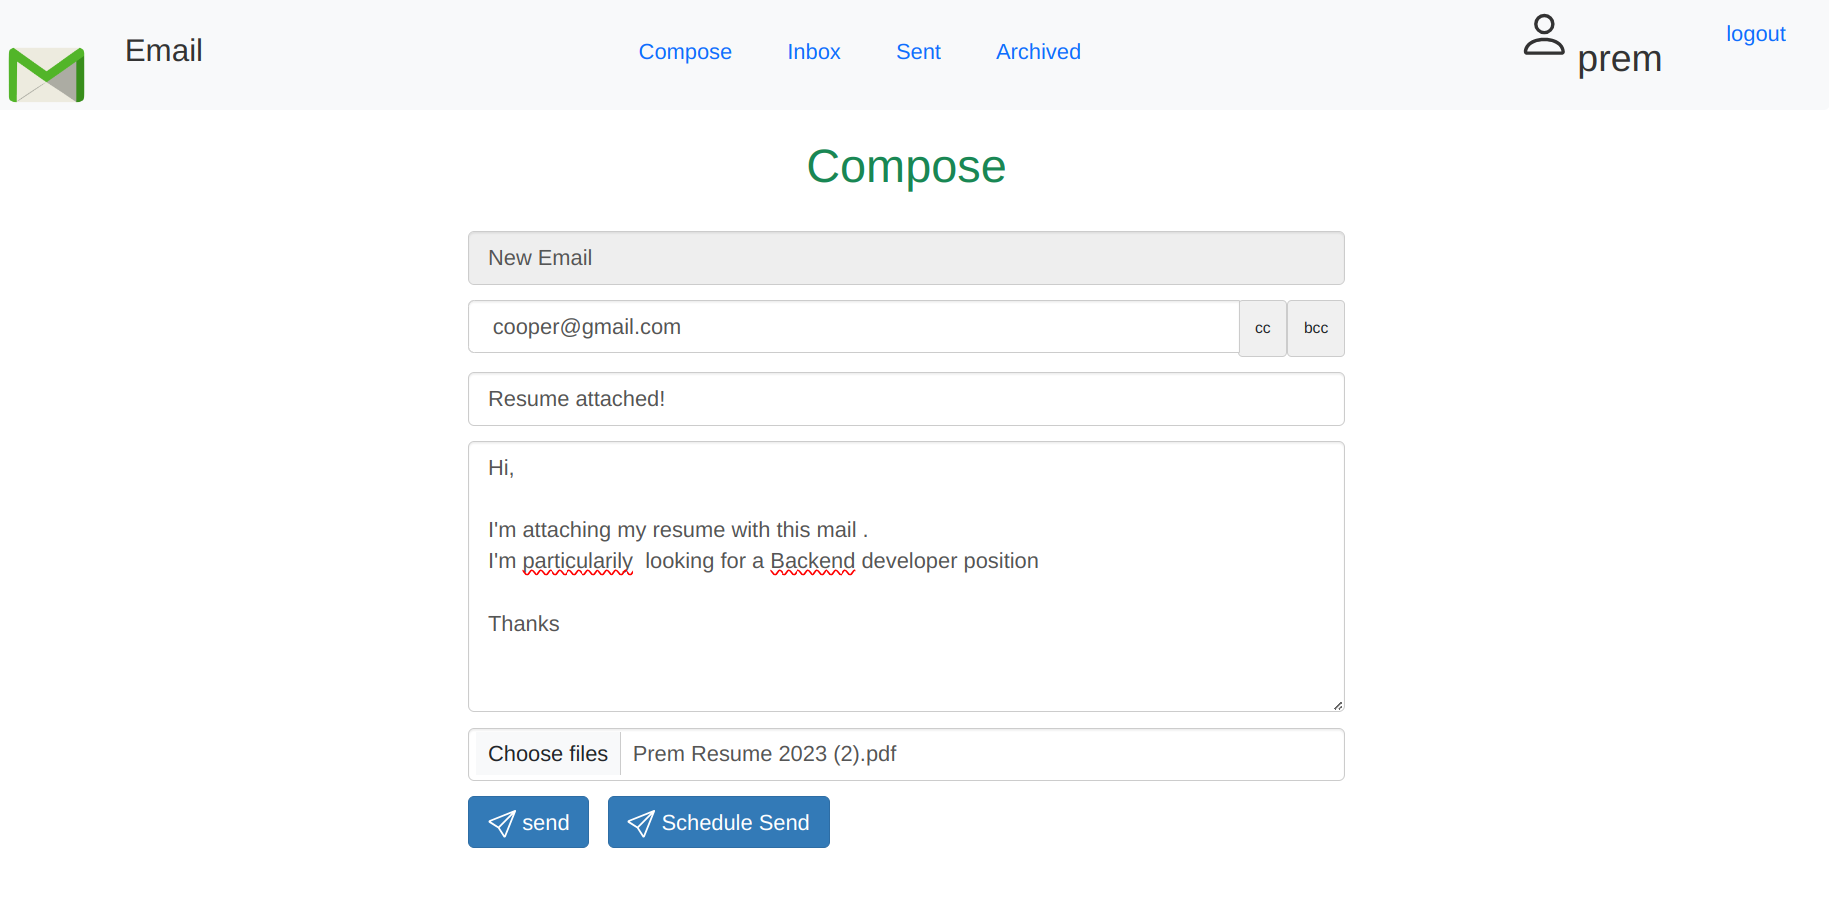 Email
Compose
Inbox
Sent
Archived
prem
logout
Compose
New Email
cooper@gmail.com
cc
bcc
Resume attached!
Hi,
I'm attaching my resume with this mail .
I'm particularily  looking for a Backend developer position
Thanks
Choose files
Prem Resume 2023 (2).pdf
send
Schedule Send